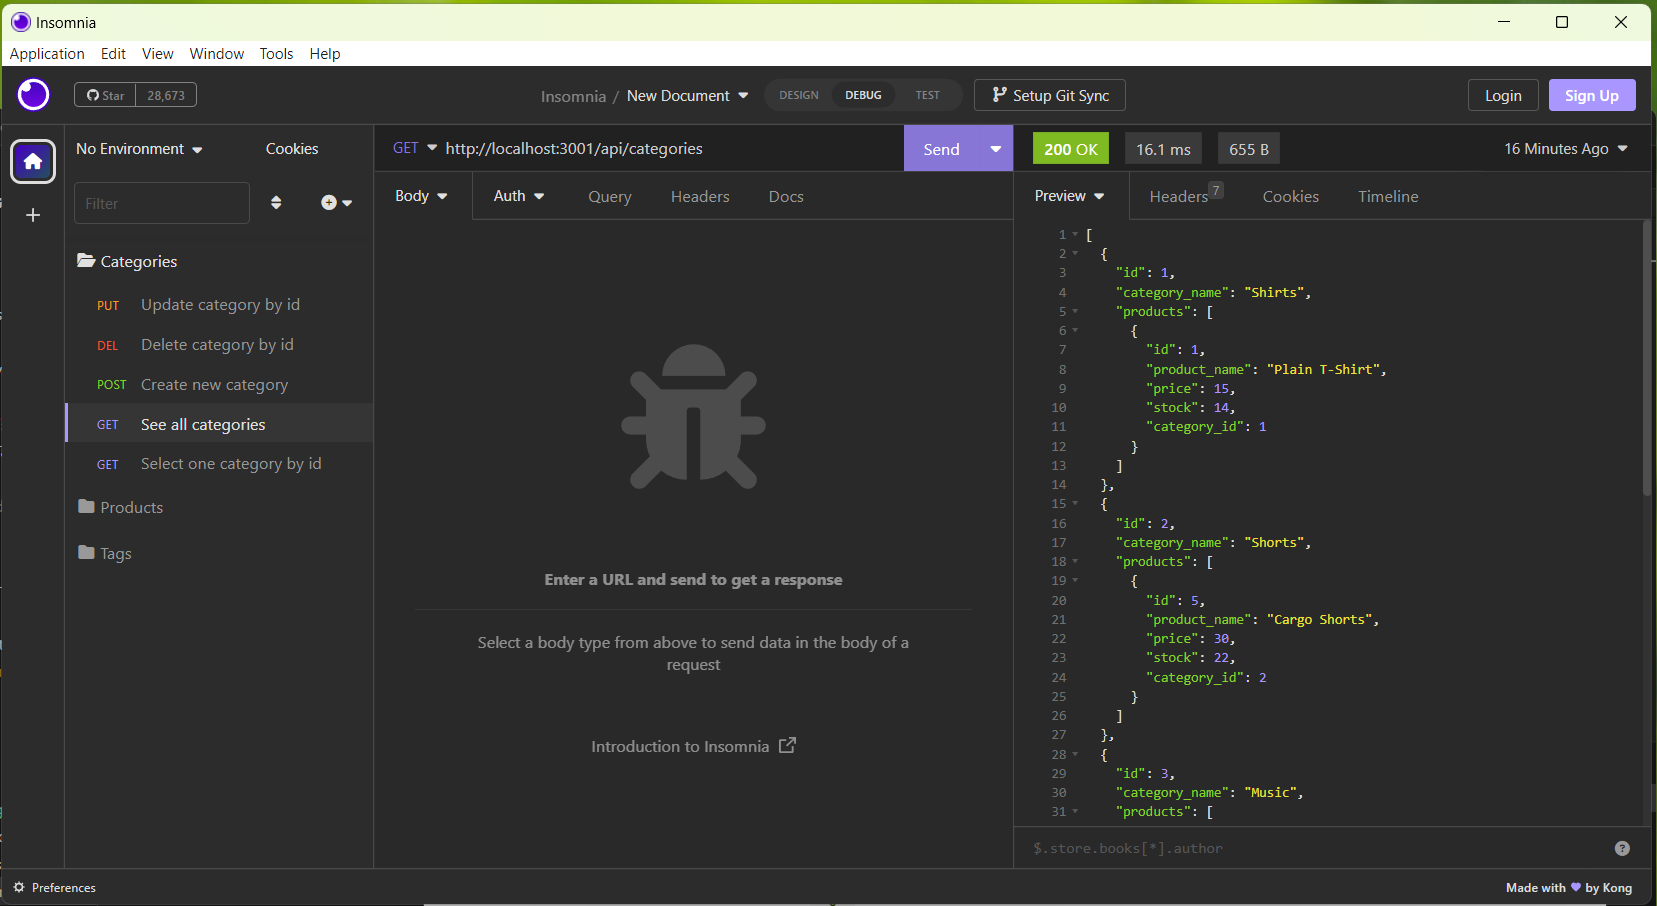 Insomnia
Application Edit View Window Tools Help
Star 28,673
Insomnia / New Document
DESIGN DEBUG TEST
Setup Git Sync
Login Sign Up
No Environment Cookies
Filter
Categories
PUT Update category by id
DEL Delete category by id
POST Create new category
GET See all categories
GET Select one category by id
Products
Tags
GET http://localhost:3001/api/categories Send
Body Auth Query Headers Docs
Enter a URL and send to get a response
Select a body type from above to send data in the body of a
request
Introduction to Insomnia
200 OK 16.1 ms 655 B 16 Minutes Ago
Preview Headers 7 Cookies Timeline
1 [
2 {
3 "id": 1,
4 "category_name": "Shirts",
5 "products": [
6 {
7 "id": 1,
8 "product_name": "Plain T-Shirt",
9 "price": 15,
10 "stock": 14,
11 "category_id": 1
12 }
13 ]
14 },
15 {
16 "id": 2,
17 "category_name": "Shorts",
18 "products": [
19 {
20 "id": 5,
21 "product_name": "Cargo Shorts",
22 "price": 30,
23 "stock": 22,
24 "category_id": 2
25 }
26 ]
27 },
28 {
29 "id": 3,
30 "category_name": "Music",
31 "products": [
$.store.books[*].author ?
Preferences
Made with ♥ by Kong